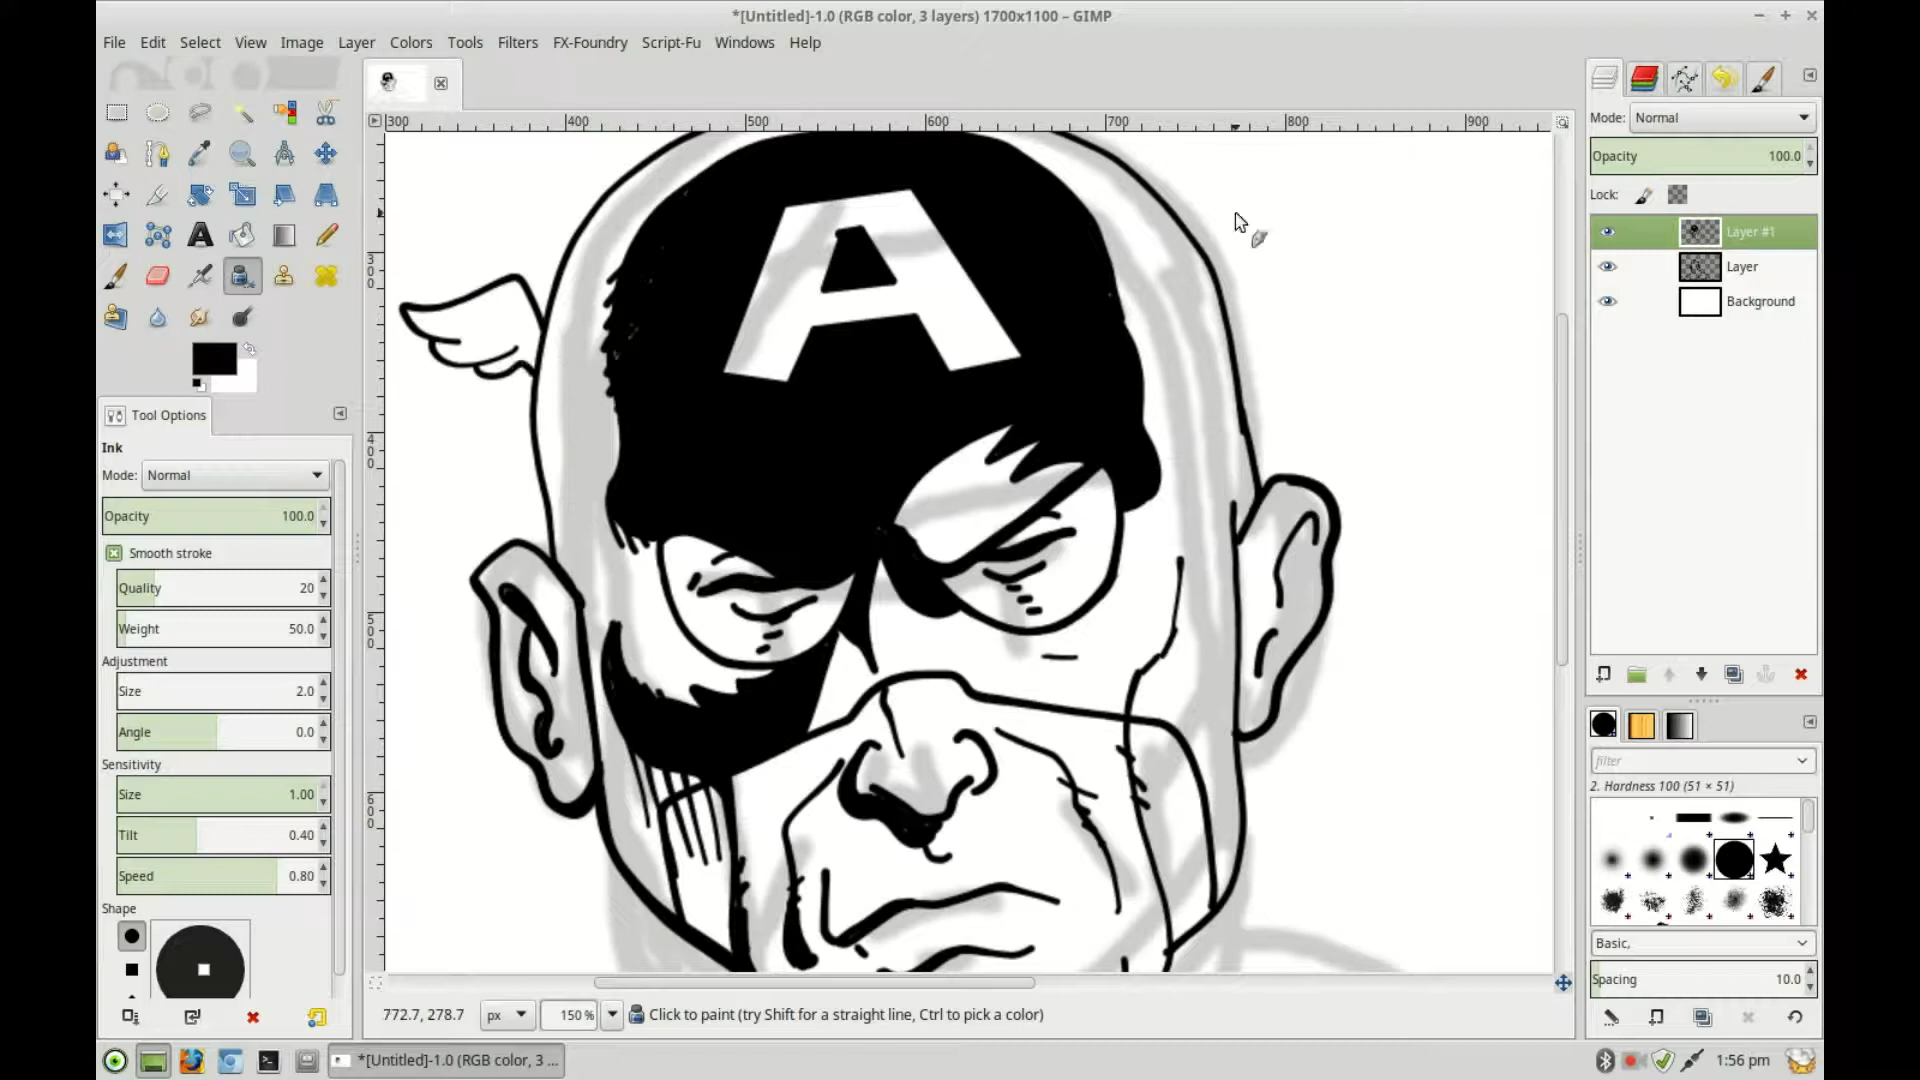 *[Untitled]-1.0 (RGB color, 3 layers) 1700x1100 – GIMP
File Edit Select View Image Layer Colors Tools Filters FX-Foundry Script-Fu Windows Help
300 400 500 600 700 800 900
Mode: Normal
Opacity 100.0
Lock:
Layer #1
Layer
Background
A
300
400
500
600
Tool Options
Ink
Mode: Normal
Opacity 100.0
Smooth stroke
Quality 20
Weight 50.0
Adjustment
Size 2.0
Angle 0.0
Sensitivity
Size 1.00
Tilt 0.40
Speed 0.80
Shape
filter
2. Hardness 100 (51 × 51)
Basic,
Spacing 10.0
772.7, 278.7 px 150 % Click to paint (try Shift for a straight line, Ctrl to pick a color)
*[Untitled]-1.0 (RGB color, 3 ... 1:56 pm